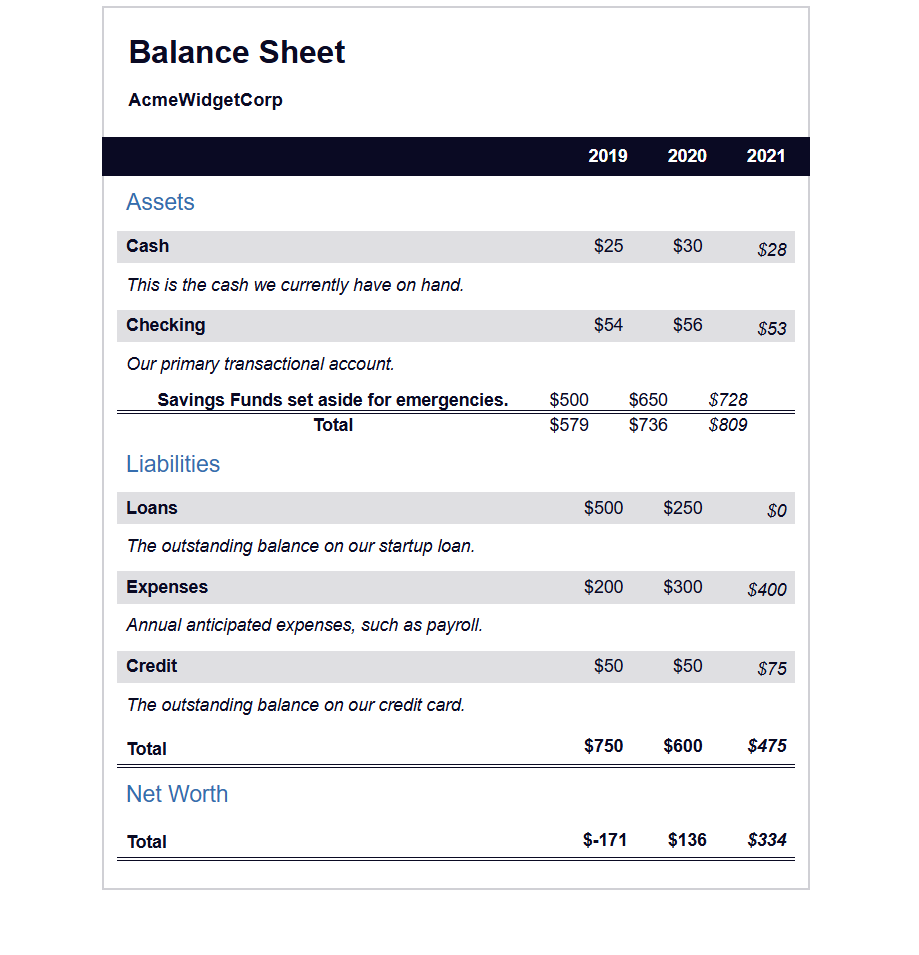 Balance Sheet
AcmeWidgetCorp
2019 2020 2021
Assets
Cash $25 $30 $28
This is the cash we currently have on hand.
Checking $54 $56 $53
Our primary transactional account.
Savings Funds set aside for emergencies. $500 $650 $728
Total $579 $736 $809
Liabilities
Loans $500 $250 $0
The outstanding balance on our startup loan.
Expenses $200 $300 $400
Annual anticipated expenses, such as payroll.
Credit $50 $50 $75
The outstanding balance on our credit card.
Total $750 $600 $475
Net Worth
Total $-171 $136 $334